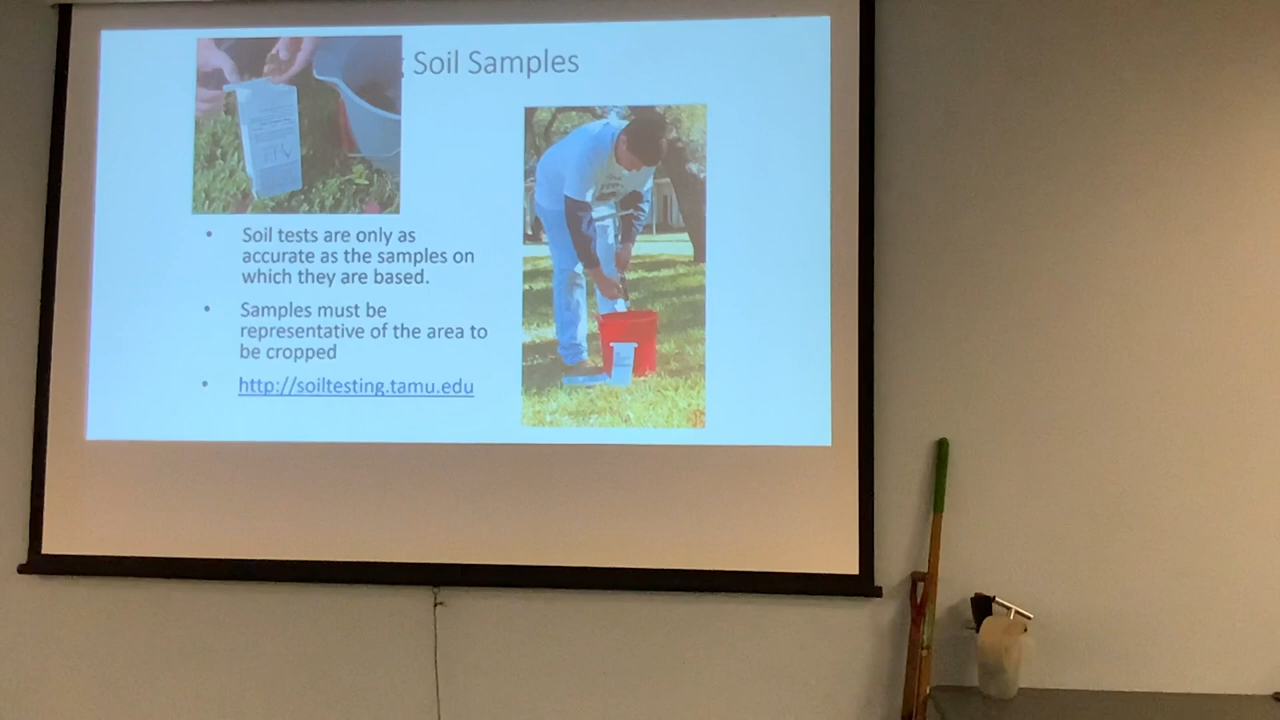 Soil Samples
• Soil tests are only as
accurate as the samples on
which they are based.
• Samples must be
representative of the area to
be cropped
• http://soiltesting.tamu.edu